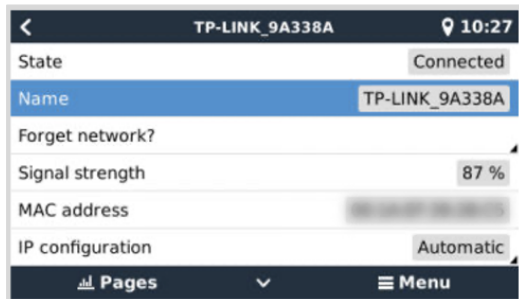 TP-LINK_9A338A 10:27
State Connected
Name TP-LINK_9A338A
Forget network?
Signal strength 87 %
MAC address
IP configuration Automatic
Pages Menu